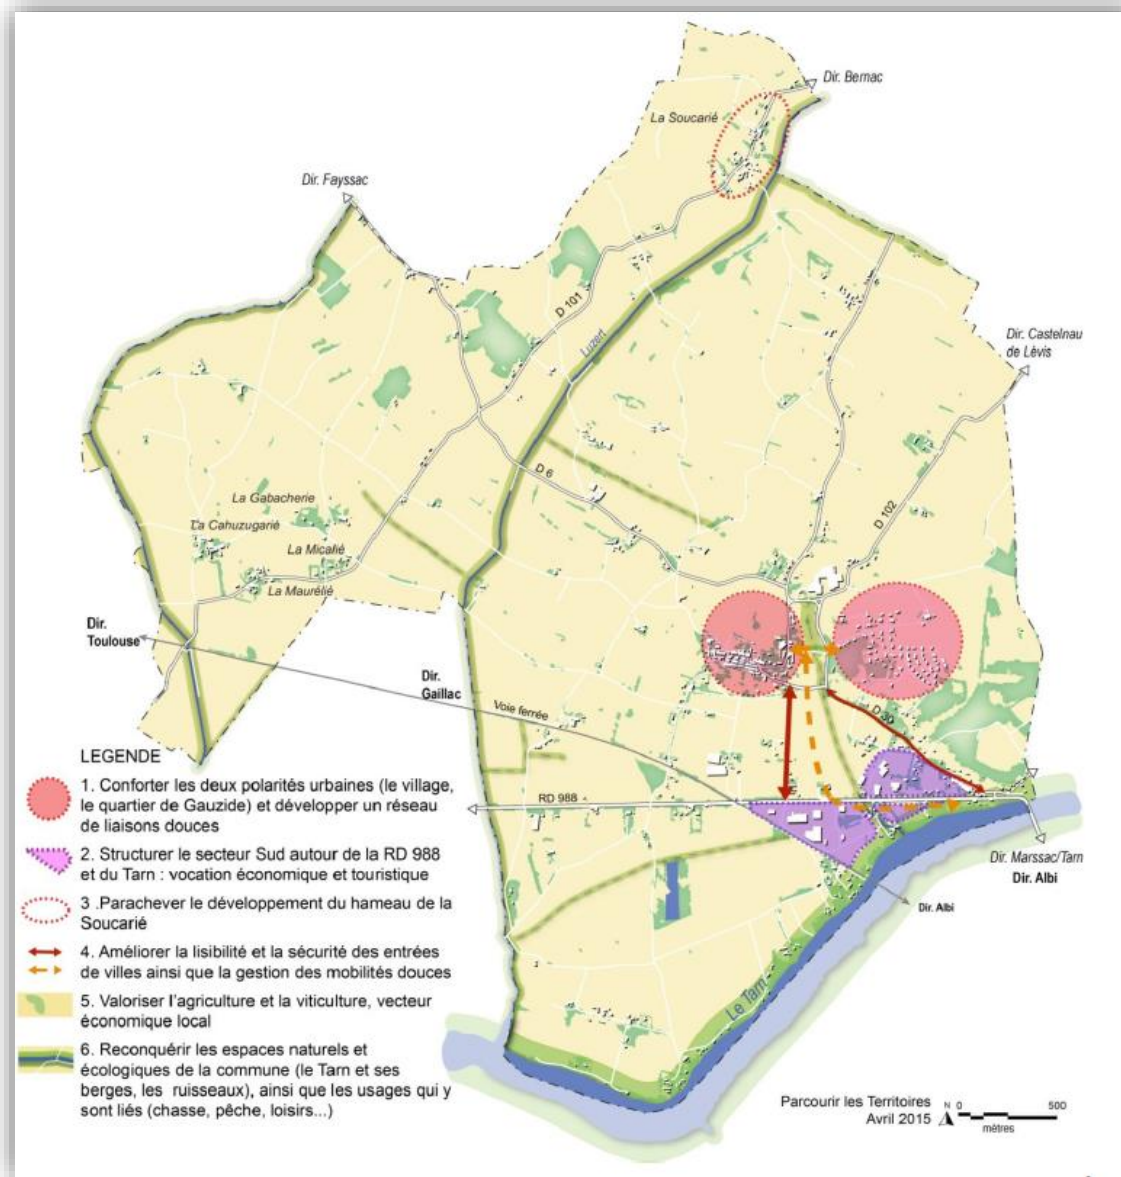 Dir. Bernac
La Soucarié
Dir. Fayssac
D 101
Luzert
Dir. Castelnau
de Lèvis
D 6
D 102
La Gabacherie
La Cahuzugarié
La Micalié
La Maurélié
Dir.
Toulouse
Dir.
Gaillac
Voie ferrée
D 30
RD 988
Dir. Marssac/Tarn
Dir. Albi
Dir. Albi
Le Tarn
LEGENDE
1. Conforter les deux polarités urbaines (le village,
le quartier de Gauzide) et développer un réseau
de liaisons douces
2. Structurer le secteur Sud autour de la RD 988
et du Tarn : vocation économique et touristique
3 .Parachever le développement du hameau de la
Soucarié
4. Améliorer la lisibilité et la sécurité des entrées
de villes ainsi que la gestion des mobilités douces
5. Valoriser l'agriculture et la viticulture, vecteur
économique local
6. Reconquérir les espaces naturels et
écologiques de la commune (le Tarn et ses
berges, les ruisseaux), ainsi que les usages qui y
sont liés (chasse, pêche, loisirs...)
Parcourir les Territoires
Avril 2015
N 0 500
mètres